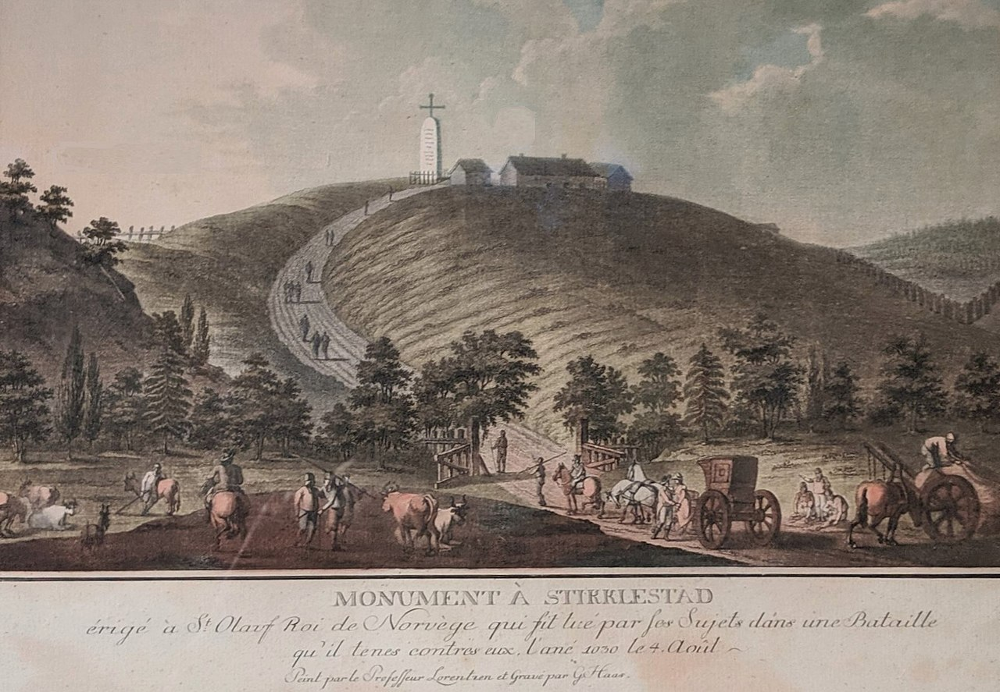 MONUMENT À STIKKLESTAD
érigé à St. Olavf Roi de Norvège qui fit tué par ses Sujets dans une Bataille
qu'il tenes contres eux, l'ané 1030 le 4. Aoûl ~
Peint par le Professeur Lorentzen et Gravé par G Haas.